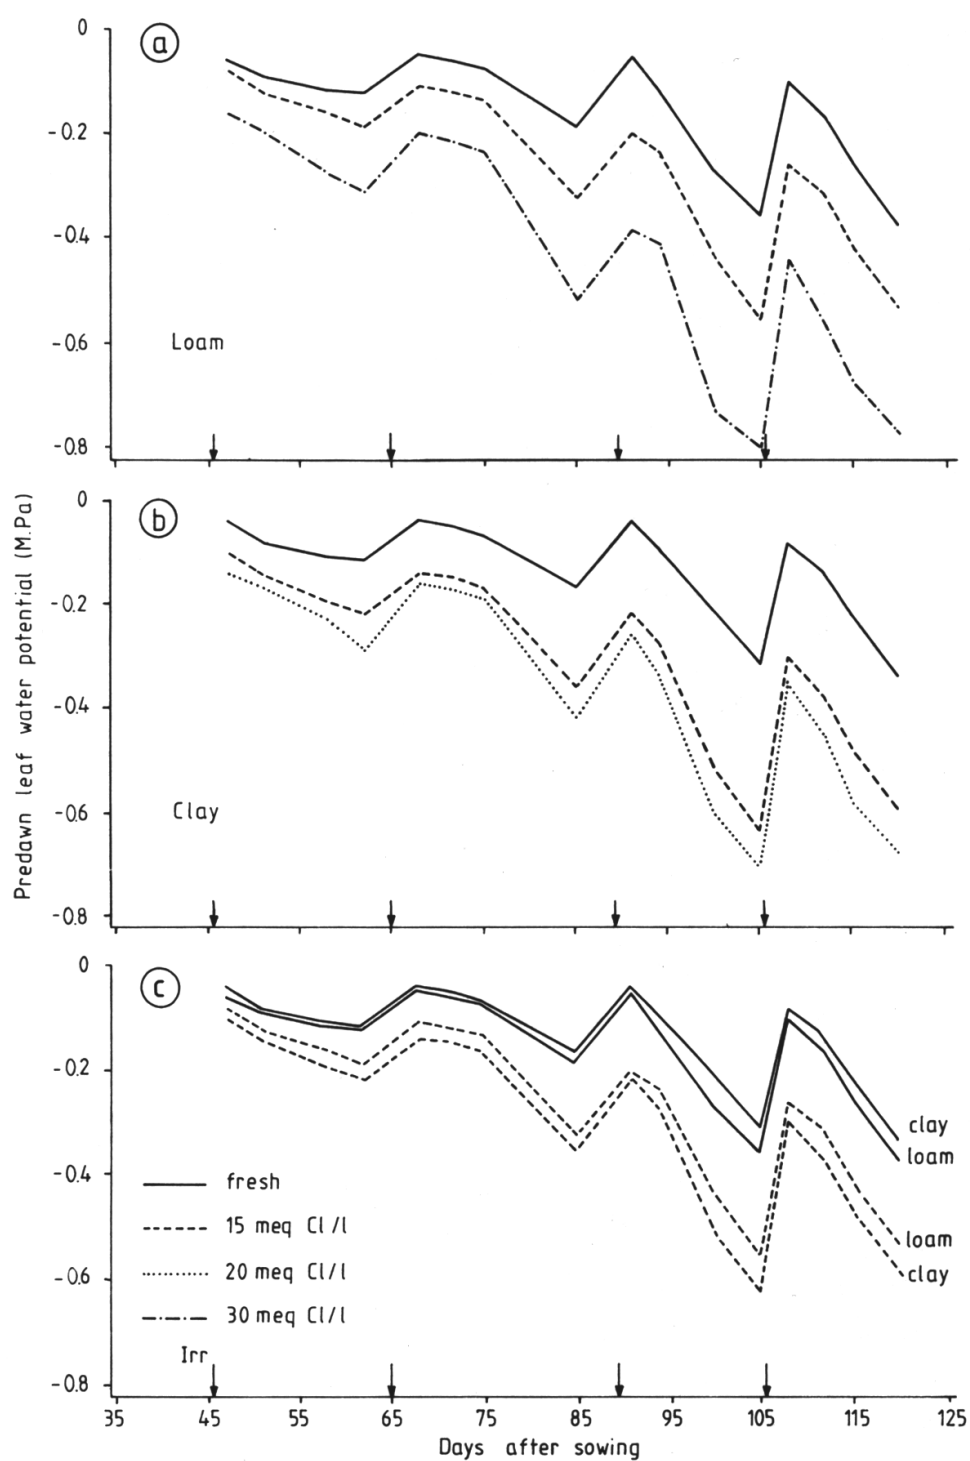 0
a
-0.2
-0.4
-0.6
Loam
-0.8
Predawn leaf water potential (M.Pa)
0
b
-0.2
-0.4
-0.6
Clay
-0.8
0
c
-0.2
clay
loam
-0.4
fresh
15 meq Cl/l
loam
20 meq Cl/l
clay
-0.6
30 meq Cl/l
Irr
-0.8
35 45 55 65 75 85 95 105 115 125
Days after sowing